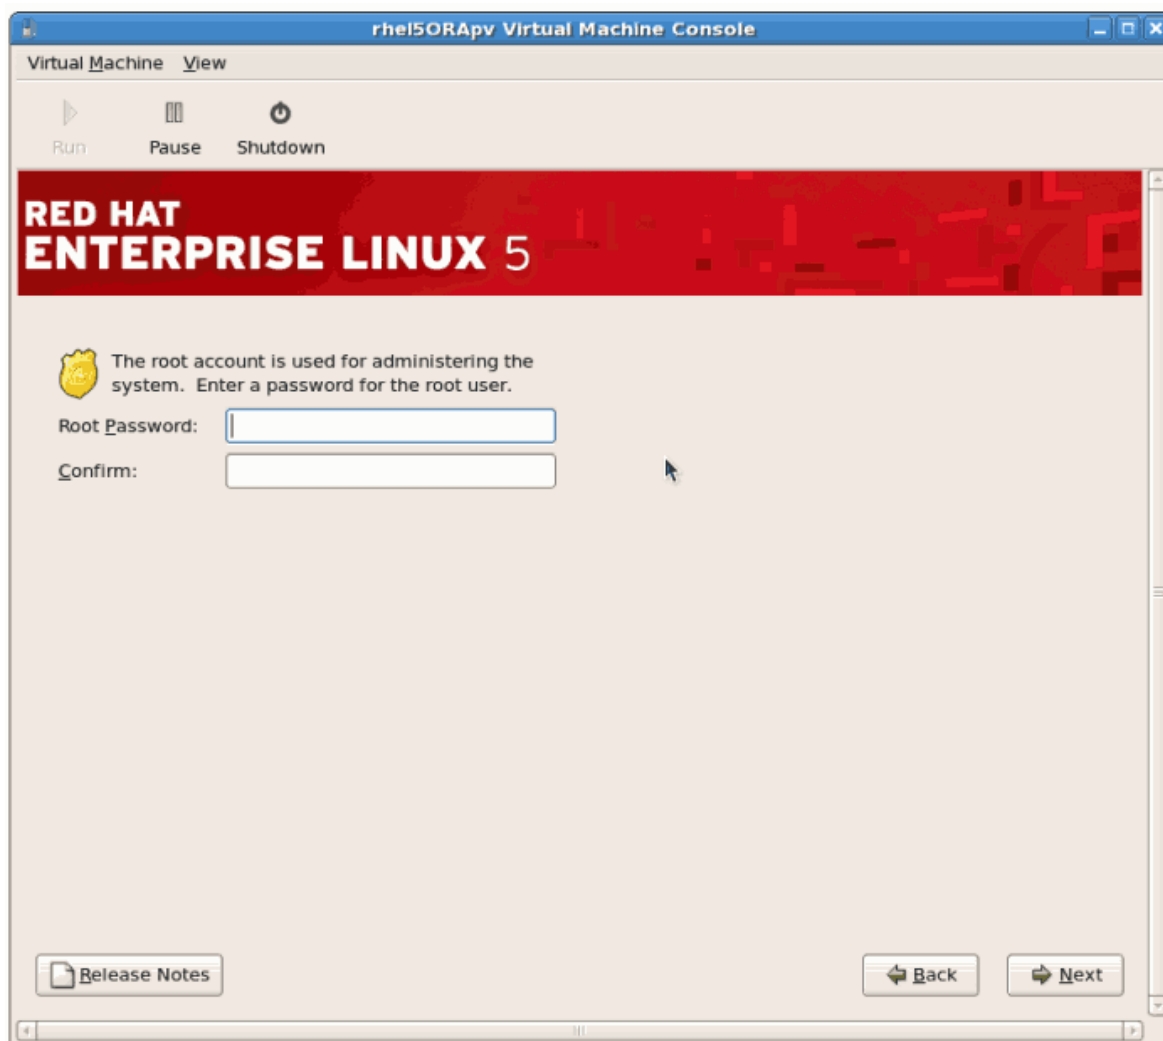 rhel5ORApv Virtual Machine Console
Virtual Machine View
Run Pause Shutdown
RED HAT
ENTERPRISE LINUX 5
The root account is used for administering the
system. Enter a password for the root user.
Root Password:
Confirm:
Release Notes Back Next